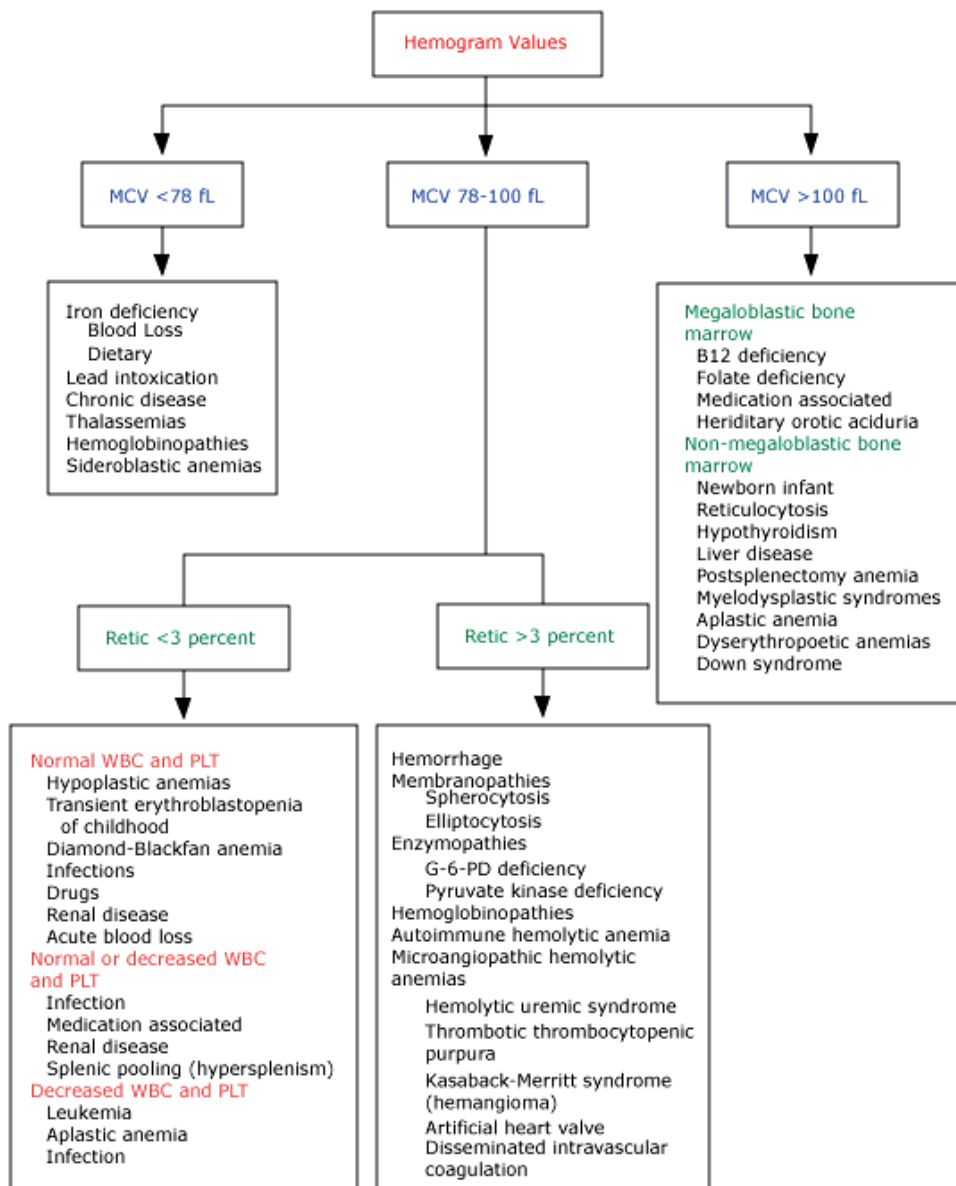 Hemogram Values
MCV <78 fL
MCV 78-100 fL
MCV >100 fL
Iron deficiency
Blood Loss
Dietary
Lead intoxication
Chronic disease
Thalassemias
Hemoglobinopathies
Sideroblastic anemias
Megaloblastic bone
marrow
B12 deficiency
Folate deficiency
Medication associated
Heriditary orotic aciduria
Non-megaloblastic bone
marrow
Newborn infant
Reticulocytosis
Hypothyroidism
Liver disease
Postsplenectomy anemia
Myelodysplastic syndromes
Aplastic anemia
Dyserythropoetic anemias
Down syndrome
Retic <3 percent
Retic >3 percent
Normal WBC and PLT
Hypoplastic anemias
Transient erythroblastopenia
of childhood
Diamond-Blackfan anemia
Infections
Drugs
Renal disease
Acute blood loss
Normal or decreased WBC
and PLT
Infection
Medication associated
Renal disease
Splenic pooling (hypersplenism)
Decreased WBC and PLT
Leukemia
Aplastic anemia
Infection
Hemorrhage
Membranopathies
Spherocytosis
Elliptocytosis
Enzymopathies
G-6-PD deficiency
Pyruvate kinase deficiency
Hemoglobinopathies
Autoimmune hemolytic anemia
Microangiopathic hemolytic
anemias
Hemolytic uremic syndrome
Thrombotic thrombocytopenic
purpura
Kasaback-Merritt syndrome
(hemangioma)
Artificial heart valve
Disseminated intravascular
coagulation